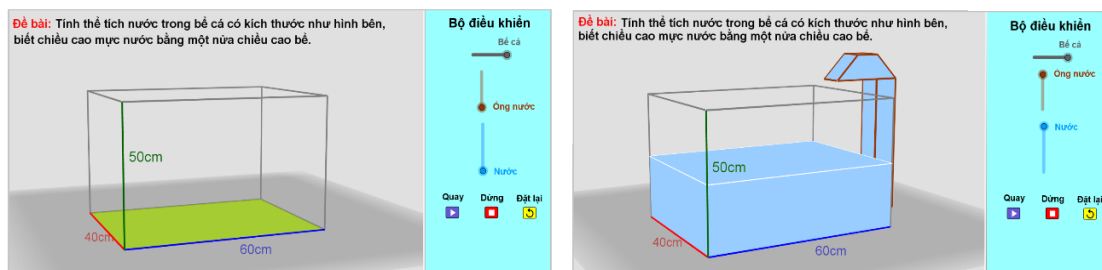 Đề bài: Tính thể tích nước trong bể cá có kích thước như hình bên,
biết chiều cao mực nước bằng một nửa chiều cao bể.
50cm
40cm
60cm
Bộ điều khiển
Bể cá
Ống nước
Nước
Quay Dừng Đặt lại
Đề bài: Tính thể tích nước trong bể cá có kích thước như hình bên,
biết chiều cao mực nước bằng một nửa chiều cao bể.
50cm
40cm
60cm
Bộ điều khiển
Bể cá
Ống nước
Nước
Quay Dừng Đặt lại